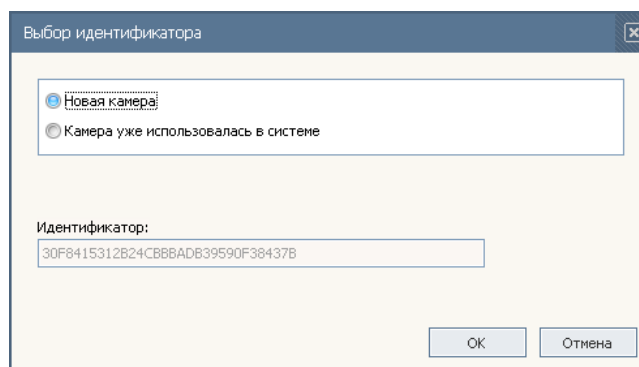 Выбор идентификатора
Новая камера
Камера уже использовалась в системе
Идентификатор:
30F8415312B24CBBBADB39590F38437B
OK
Отмена